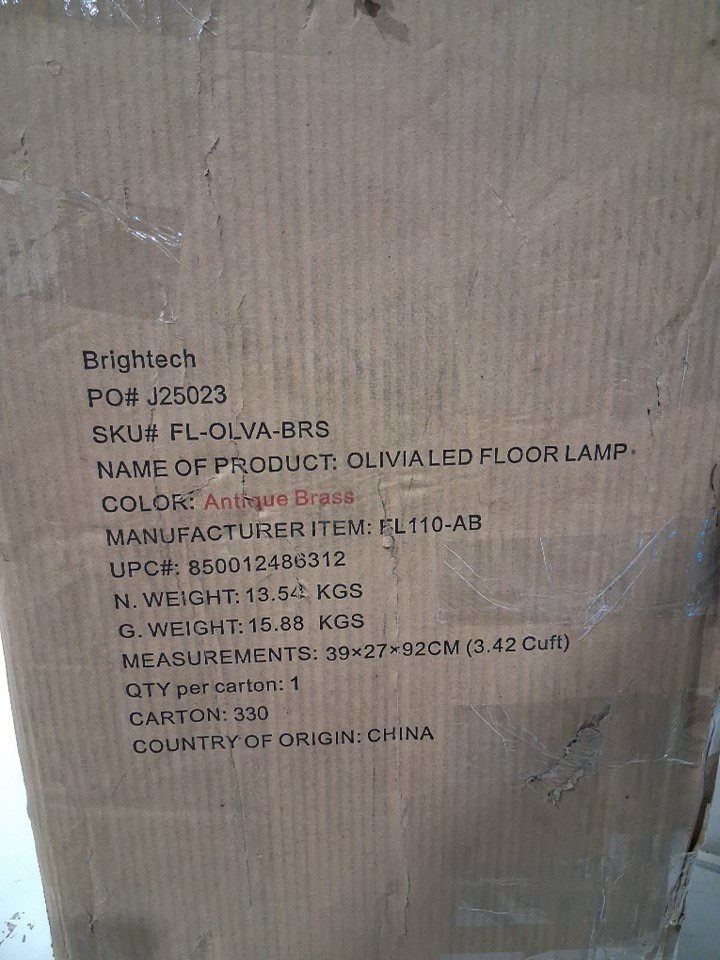 Brightech
PO# J25023
SKU# FL-OLVA-BRS
NAME OF PRODUCT: OLIVIA LED FLOOR LAMP
COLOR: Antique Brass
MANUFACTURER ITEM: FL110-AB
UPC#: 850012486312
N. WEIGHT: 13.54 KGS
G. WEIGHT: 15.88 KGS
MEASUREMENTS: 39×27×92CM (3.42 Cuft)
QTY per carton: 1
CARTON: 330
COUNTRY OF ORIGIN: CHINA